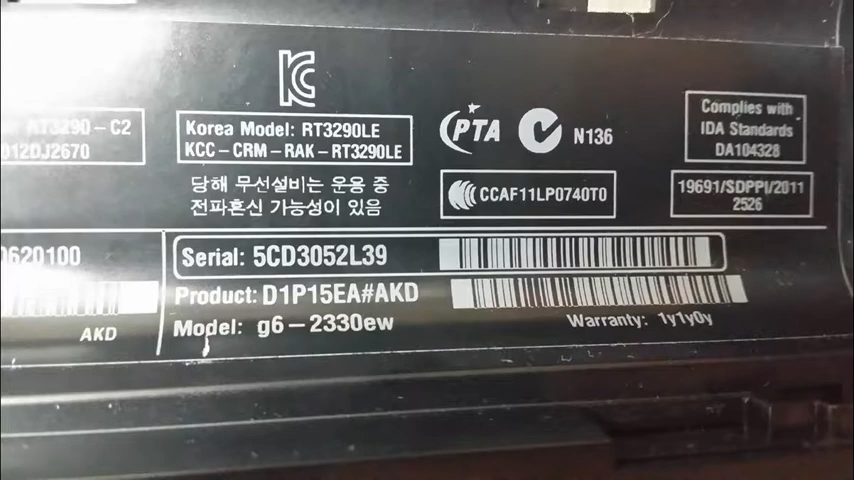 RT3290-C2
012DJ2670
Korea Model: RT3290LE
KCC-CRM-RAK-RT3290LE
당해 무선설비는 운용 중
전파혼신 가능성이 있음
PTA
N136
CCAF11LP0740T0
Complies with
IDA Standards
DA104328
19691/SDPPI/2011
2526
0620100
AKD
Serial: 5CD3052L39
Product: D1P15EA#AKD
Model: g6-2330ew
Warranty: 1y1y0y